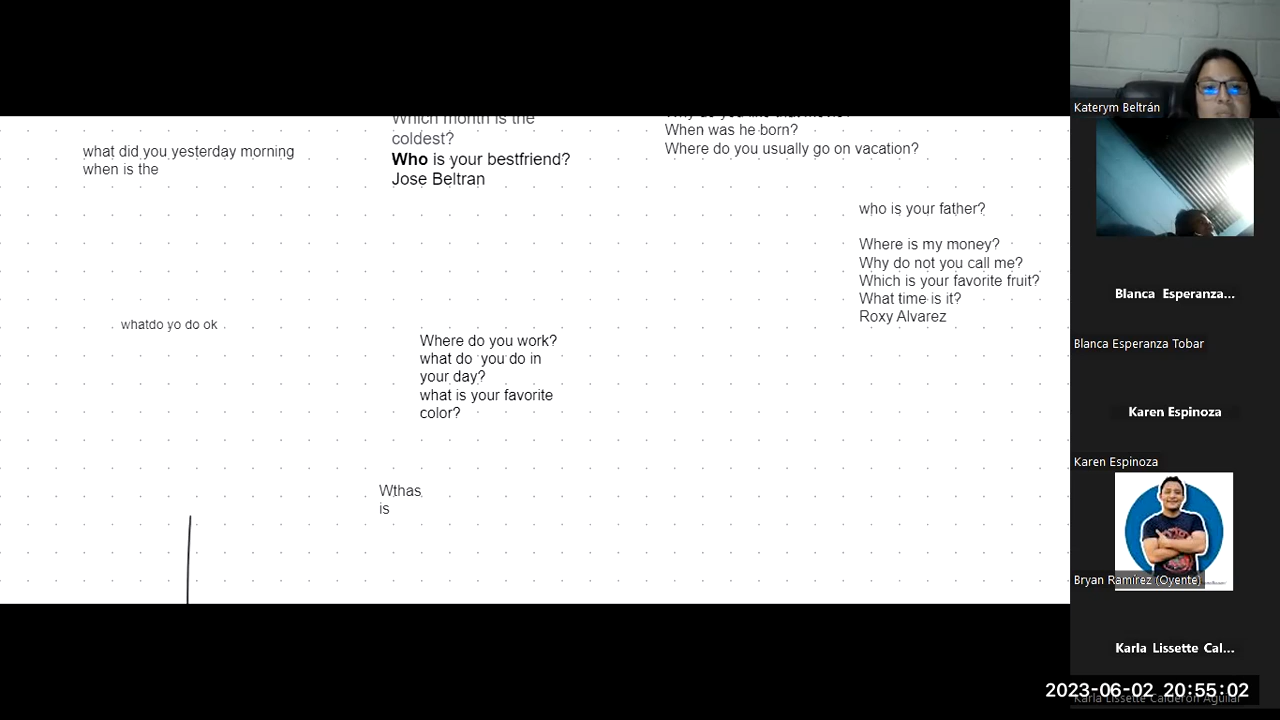 Which month is the
coldest?
Who is your bestfriend?
Jose Beltran
what did you yesterday morning
when is the
When was he born?
Where do you usually go on vacation?
who is your father?
Where is my money?
Why do not you call me?
Which is your favorite fruit?
What time is it?
Roxy Alvarez
whatdo yo do ok
Where do you work?
what do you do in
your day?
what is your favorite
color?
Wthas
is
Katerym Beltrán
Blanca Esperanza...
Blanca Esperanza Tobar
Karen Espinoza
Karen Espinoza
Bryan Ramírez (Oyente)
Karla Lissette Cal...
2023-06-02 20:55:02
Karla Lissette Calderón Aguilar